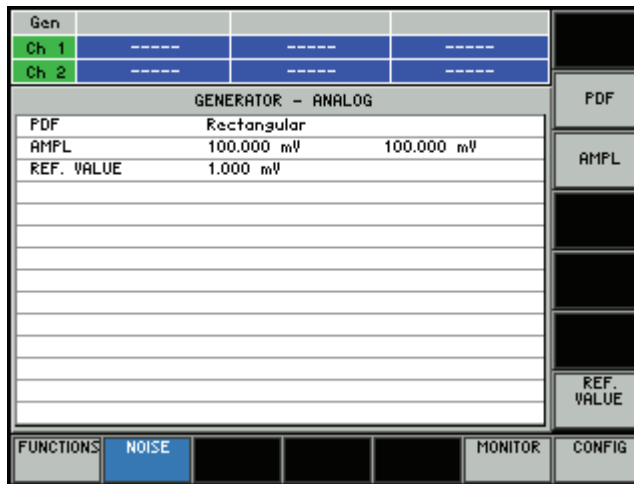 Gen
Ch 1 ----- ----- -----
Ch 2 ----- ----- -----
GENERATOR - ANALOG
PDF Rectangular
AMPL 100.000 mV 100.000 mV
REF. VALUE 1.000 mV
PDF
AMPL
REF.
VALUE
FUNCTIONS NOISE MONITOR CONFIG